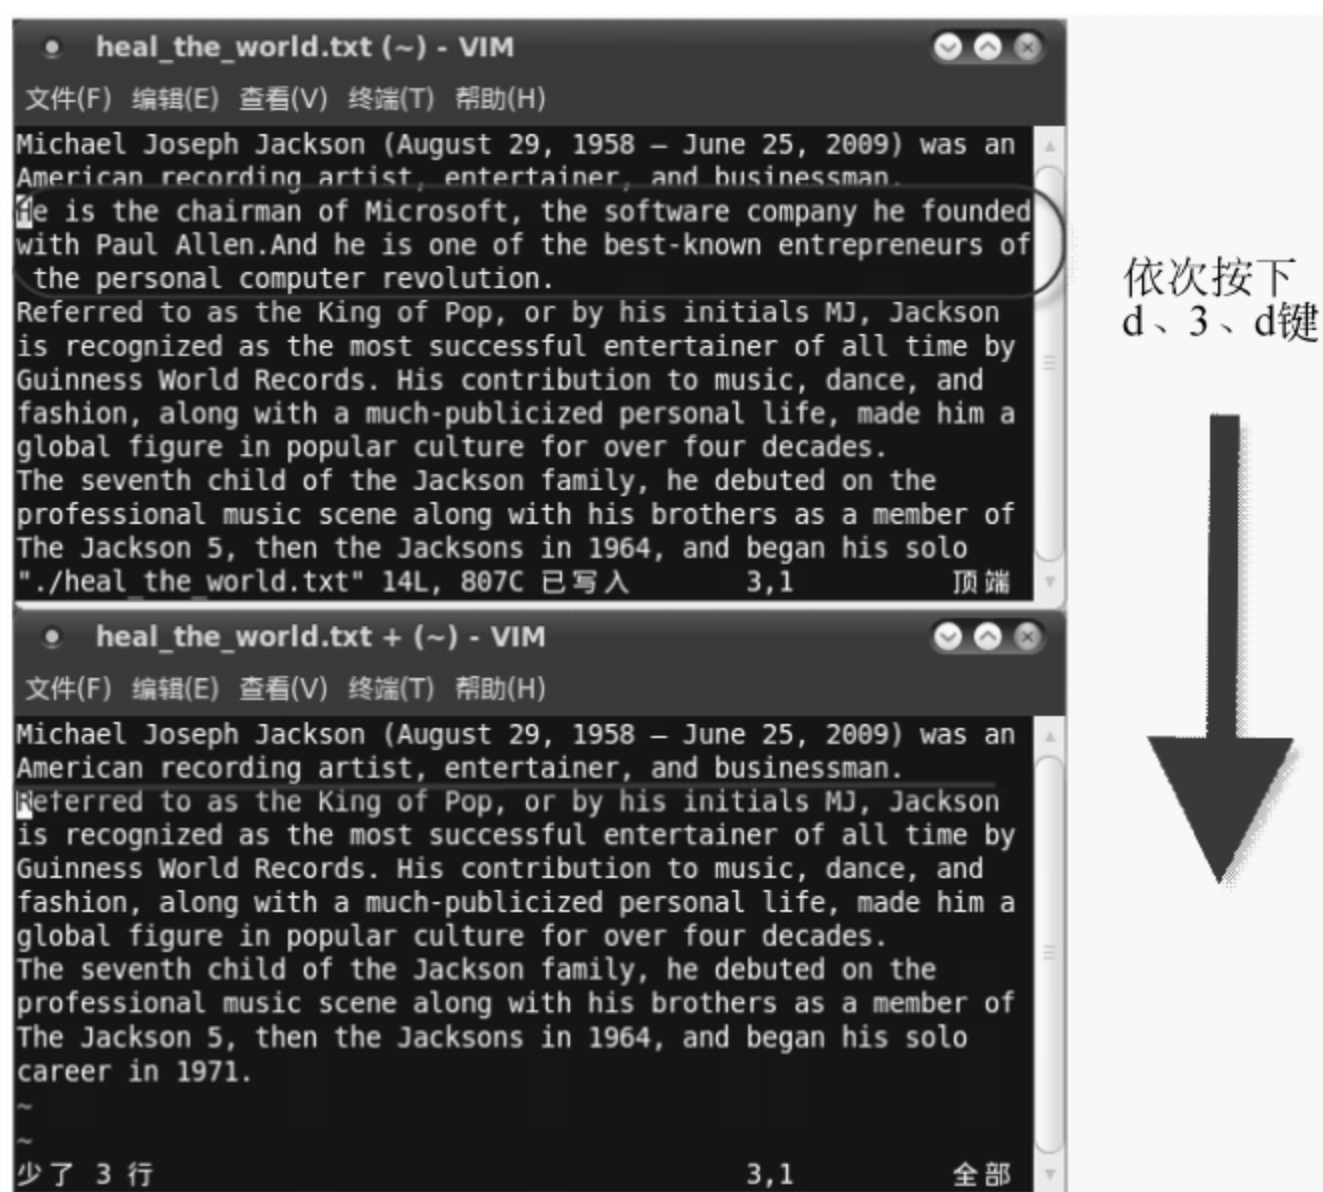 heal_the_world.txt (~) - VIM
文件(F) 编辑(E) 查看(V) 终端(T) 帮助(H)
Michael Joseph Jackson (August 29, 1958 – June 25, 2009) was an
American recording artist, entertainer, and businessman.
He is the chairman of Microsoft, the software company he founded
with Paul Allen.And he is one of the best-known entrepreneurs of
the personal computer revolution.
Referred to as the King of Pop, or by his initials MJ, Jackson
is recognized as the most successful entertainer of all time by
Guinness World Records. His contribution to music, dance, and
fashion, along with a much-publicized personal life, made him a
global figure in popular culture for over four decades.
The seventh child of the Jackson family, he debuted on the
professional music scene along with his brothers as a member of
The Jackson 5, then the Jacksons in 1964, and began his solo
"./heal_the_world.txt" 14L, 807C 已写入 3,1 顶端
依次按下
d、3、d键
heal_the_world.txt + (~) - VIM
文件(F) 编辑(E) 查看(V) 终端(T) 帮助(H)
Michael Joseph Jackson (August 29, 1958 – June 25, 2009) was an
American recording artist, entertainer, and businessman.
Referred to as the King of Pop, or by his initials MJ, Jackson
is recognized as the most successful entertainer of all time by
Guinness World Records. His contribution to music, dance, and
fashion, along with a much-publicized personal life, made him a
global figure in popular culture for over four decades.
The seventh child of the Jackson family, he debuted on the
professional music scene along with his brothers as a member of
The Jackson 5, then the Jacksons in 1964, and began his solo
career in 1971.
~
~
少了 3 行 3,1 全部